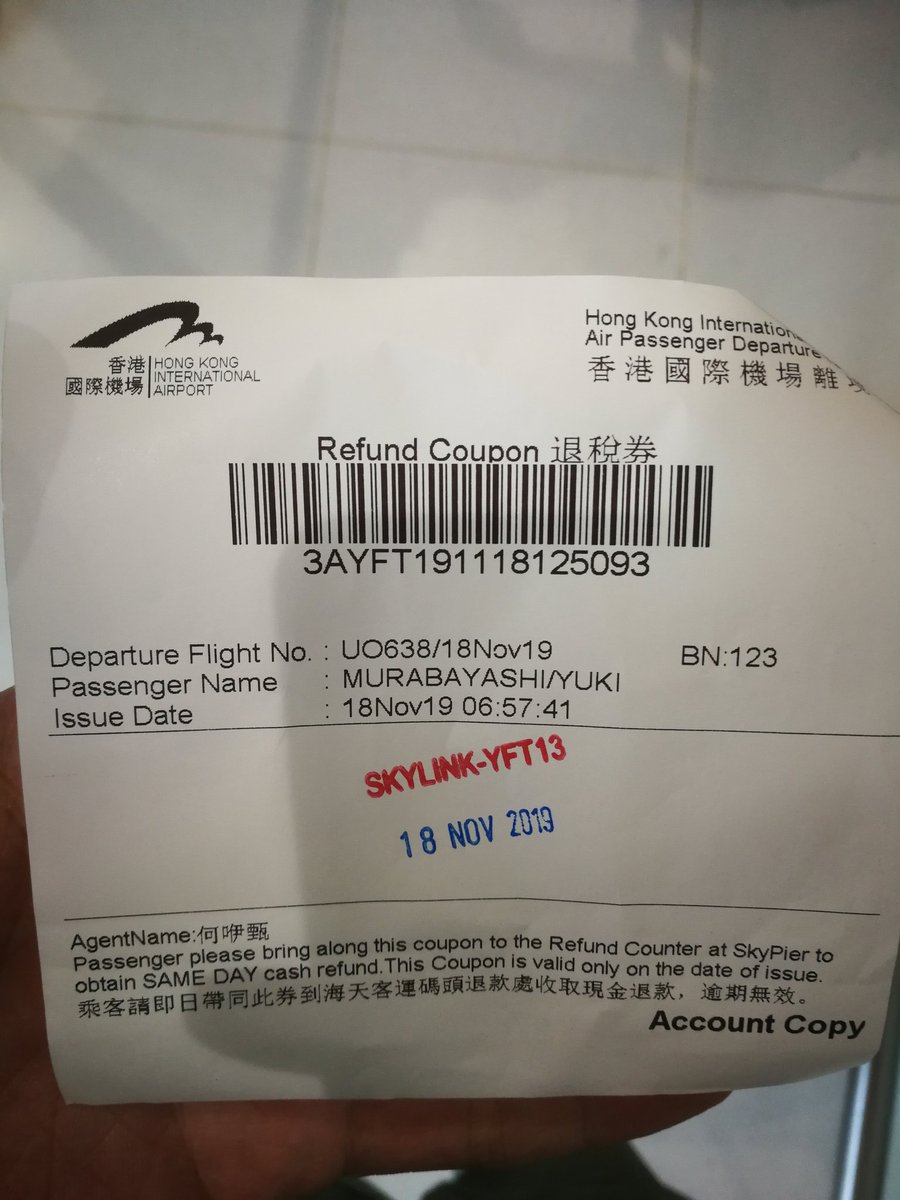 香港
國際機場
HONG KONG
INTERNATIONAL
AIRPORT
Hong Kong
Air Passenger Departure
香港國際機場離
Refund Coupon 退稅券
3AYFT191118125093
Departure Flight No. : UO638/18Nov19 BN:123
Passenger Name : MURABAYASHI/YUKI
Issue Date : 18Nov19 06:57:41
SKYLINK-YFT13
18 NOV 2019
AgentName:何咿甄
Passenger please bring along this coupon to the Refund Counter at SkyPier to
obtain SAME DAY cash refund.This Coupon is valid only on the date of issue.
乘客請即日帶同此券到海天客運碼頭退款處收取現金退款，逾期無效。
Account Copy